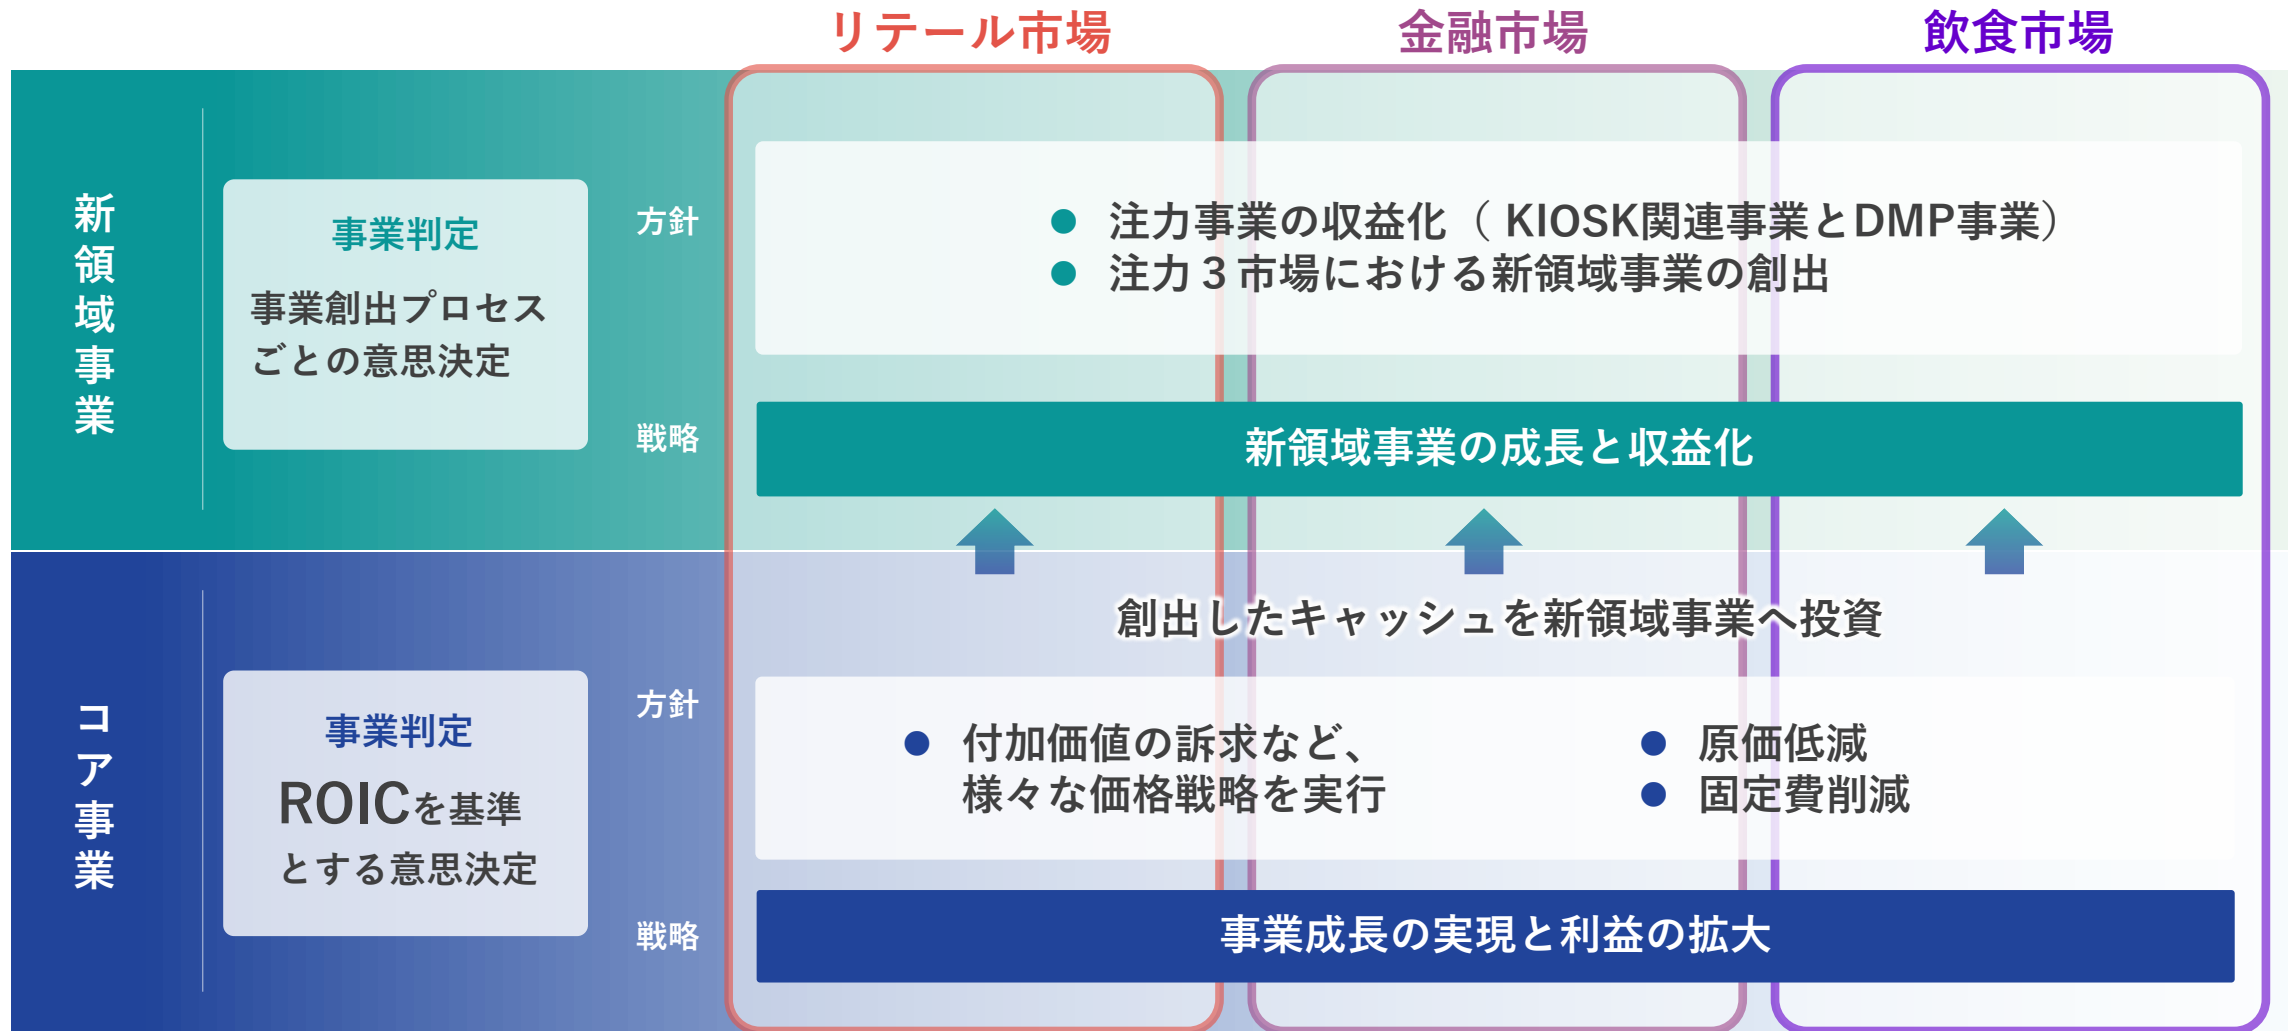 リテール市場
金融市場
飲食市場
新領域事業
事業判定
事業創出プロセス
ごとの意思決定
方針
● 注力事業の収益化（ KIOSK関連事業とDMP事業）
● 注力３市場における新領域事業の創出
戦略
新領域事業の成長と収益化
創出したキャッシュを新領域事業へ投資
コア事業
事業判定
ROICを基準
とする意思決定
方針
● 付加価値の訴求など、
様々な価格戦略を実行
● 原価低減
● 固定費削減
戦略
事業成長の実現と利益の拡大